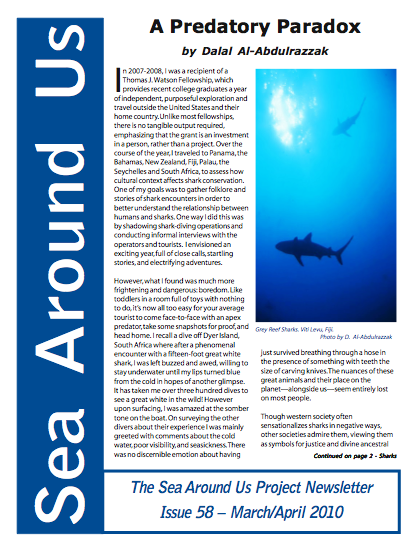 Sea Around Us
A Predatory Paradox
by Dalal Al-Abdulrazzak
In 2007-2008, I was a recipient of a
Thomas J. Watson Fellowship, which
provides recent college graduates a year
of independent, purposeful exploration and
travel outside the United States and their
home country. Unlike most fellowships,
there is no tangible output required,
emphasizing that the grant is an investment
in a person, rather than a project. Over the
course of the year, I traveled to Panama, the
Bahamas, New Zealand, Fiji, Palau, the
Seychelles and South Africa, to assess how
cultural context affects shark conservation.
One of my goals was to gather folklore and
stories of shark encounters in order to
better understand the relationship between
humans and sharks. One way I did this was
by shadowing shark-diving operations and
conducting informal interviews with the
operators and tourists. I envisioned an
exciting year, full of close calls, startling
stories, and electrifying adventures.
However, what I found was much more
frightening and dangerous: boredom. Like
toddlers in a room full of toys with nothing
to do, it's now all too easy for your average
tourist to come face-to-face with an apex
predator, take some snapshots for proof, and
head home. I recall a dive off Dyer Island,
South Africa where after a phenomenal
encounter with a fifteen-foot great white
shark, I was left buzzed and awed, willing to
stay underwater until my lips turned blue
from the cold in hopes of another glimpse.
It has taken me over three hundred dives to
see a great white in the wild! However
upon surfacing, I was amazed at the somber
tone on the boat. On surveying the other
divers about their experience I was mainly
greeted with comments about the cold
water, poor visibility, and seasickness. There
was no discernible emotion about having
Grey Reef Sharks. Viti Levu, Fiji.
Photo by D. Al-Abdulrazzak
just survived breathing through a hose in
the presence of something with teeth the
size of carving knives. The nuances of these
great animals and their place on the
planet—alongside us—seem entirely lost
on most people.
Though western society often
sensationalizes sharks in negative ways,
other societies admire them, viewing them
as symbols for justice and divine ancestral
Continued on page 2 - Sharks
The Sea Around Us Project Newsletter
Issue 58 – March/April 2010